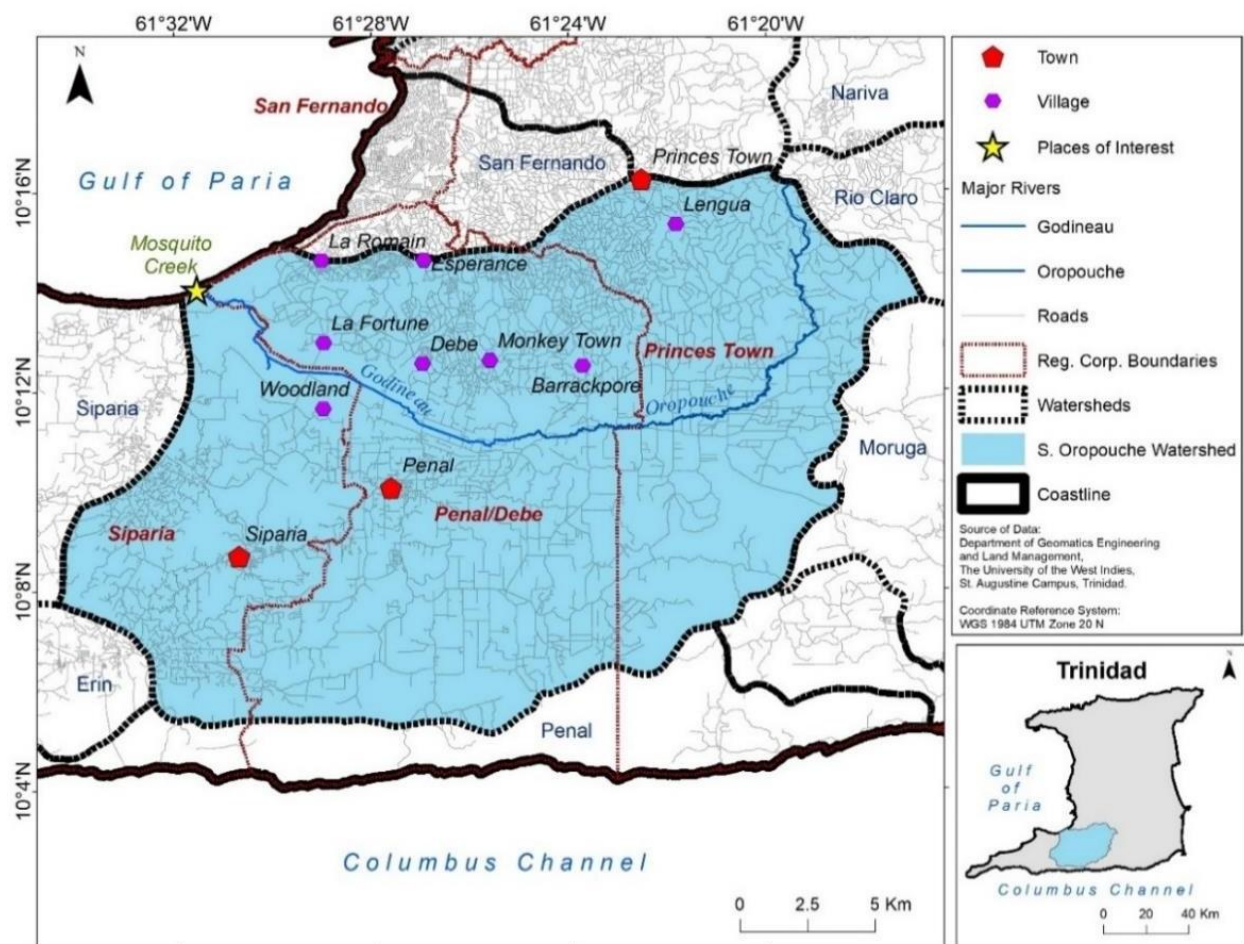 61°32'W
61°28'W
61°24'W
61°20'W
N
San Fernando
Nariva
Gulf of Paria
San Fernando
Princes Town
10°16'N
Rio Claro
Lengua
Mosquito
Creek
La Romain
Esperance
La Fortune
Debe
Monkey Town
Princes Town
Barrackpore
10°12'N
Siparia
Woodland
Godineau
Oropouche
Moruga
Penal
Penal/Debe
Siparia
Siparia
10°8'N
Erin
Penal
10°4'N
Columbus Channel
0 2.5 5 Km
Town
Village
Places of Interest
Major Rivers
Godineau
Oropouche
Roads
Reg. Corp. Boundaries
Watersheds
S. Oropouche Watershed
Coastline
Source of Data:
Department of Geomatics Engineering
and Land Management,
The University of the West Indies,
St. Augustine Campus, Trinidad.
Coordinate Reference System:
WGS 1984 UTM Zone 20 N
Trinidad
N
Gulf
of
Paria
Columbus Channel
0 20 40 Km